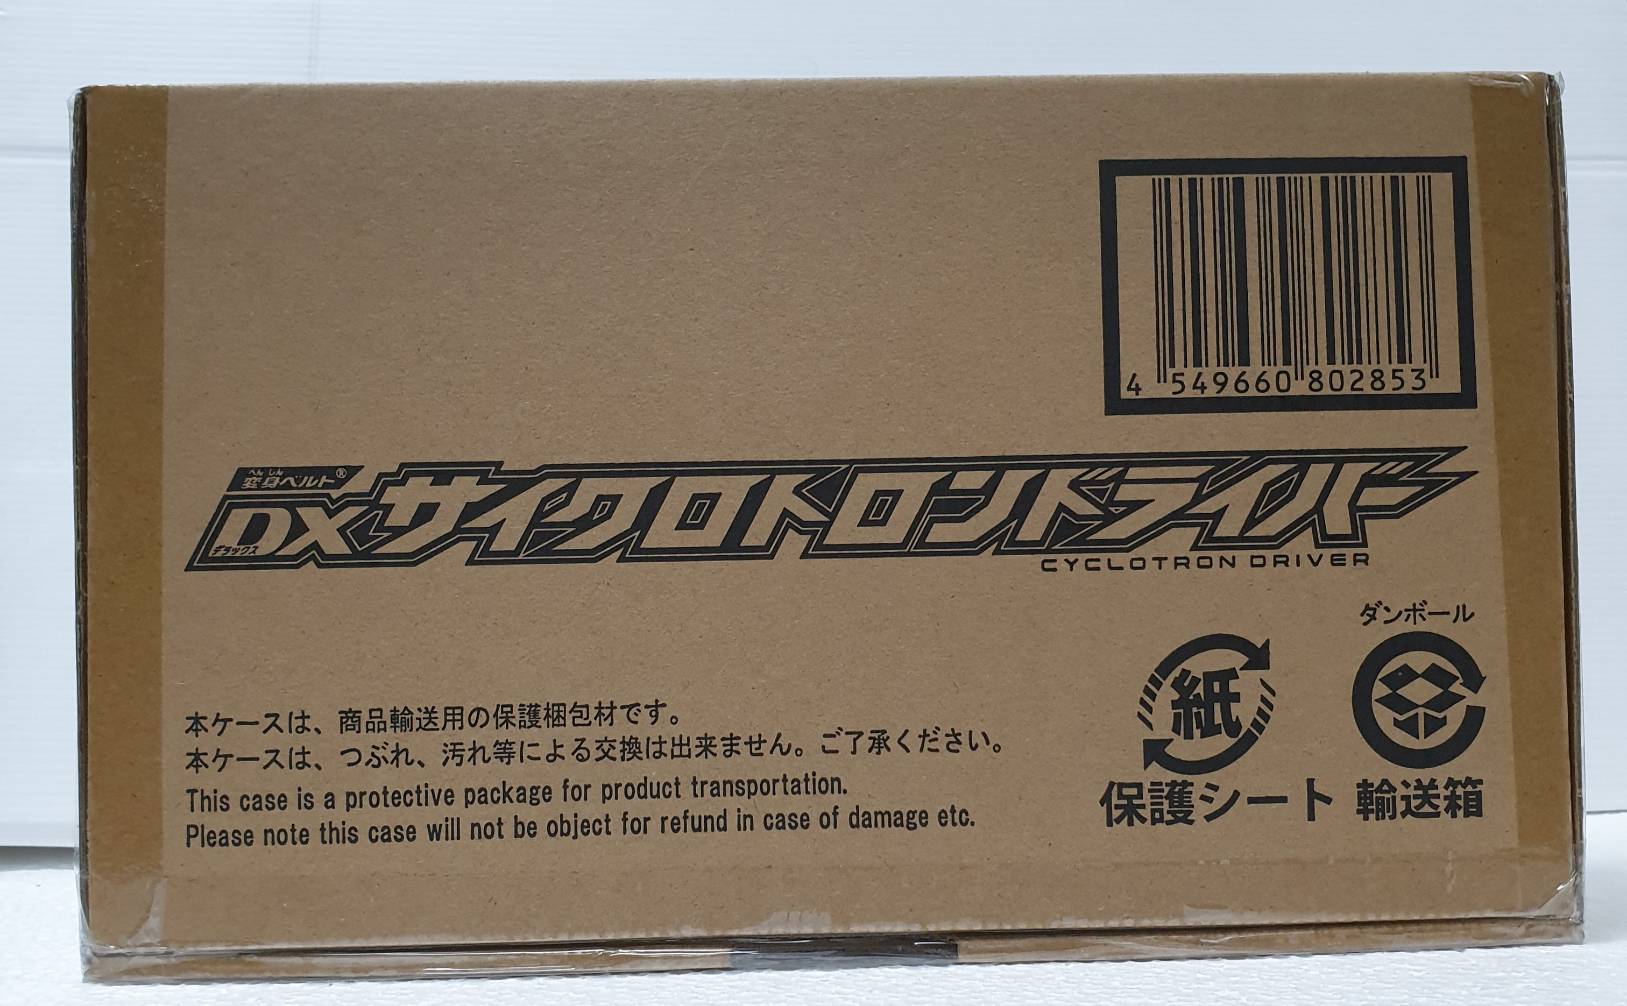 4 549660 802853
へんしん
変身ベルト®
DXサイクロトロンドライバー
デラックス
CYCLOTRON DRIVER
ダンボール
紙
保護シート 輸送箱
本ケースは、商品輸送用の保護梱包材です。
本ケースは、つぶれ、汚れ等による交換は出来ません。ご了承ください。
This case is a protective package for product transportation.
Please note this case will not be object for refund in case of damage etc.